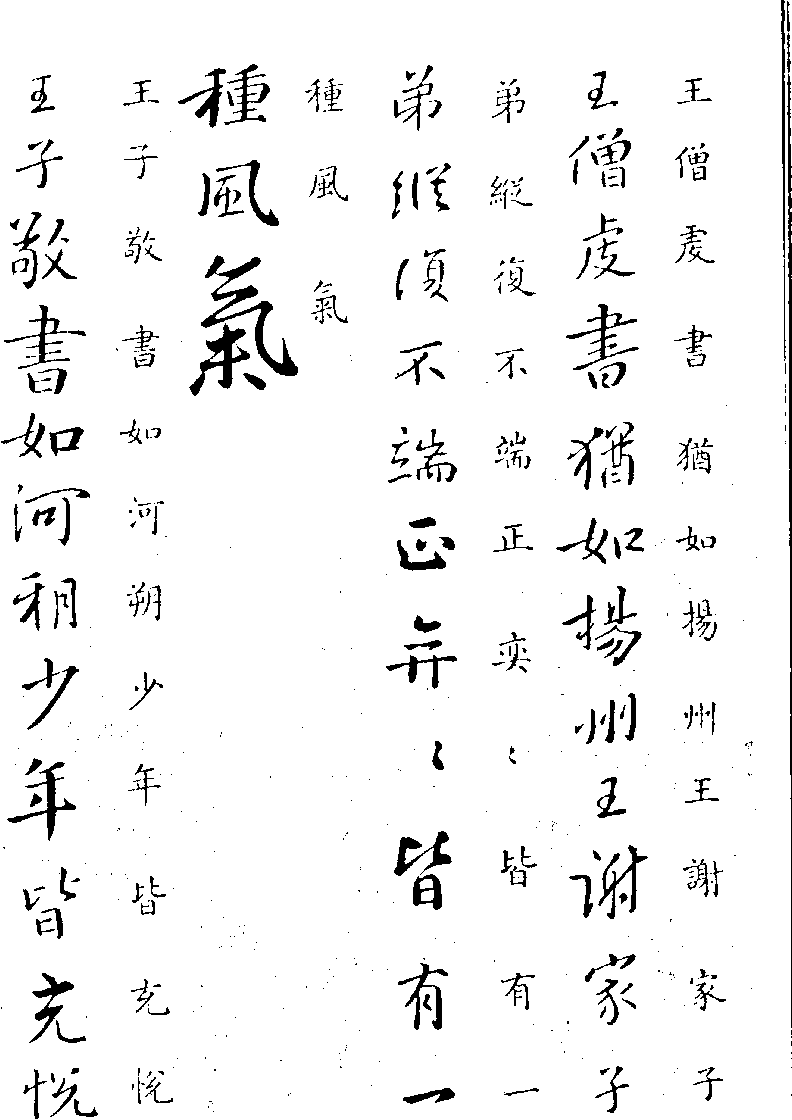 王僧虔書猶如揚州王謝家子
王僧虔書猶如揚州王謝家子
弟縱復不端正奕〻皆有一
弟縱復不端正奕〻皆有一
種風氣
種風氣
王子敬書如河朔少年皆充悅
王子敬書如河朔少年皆充悅